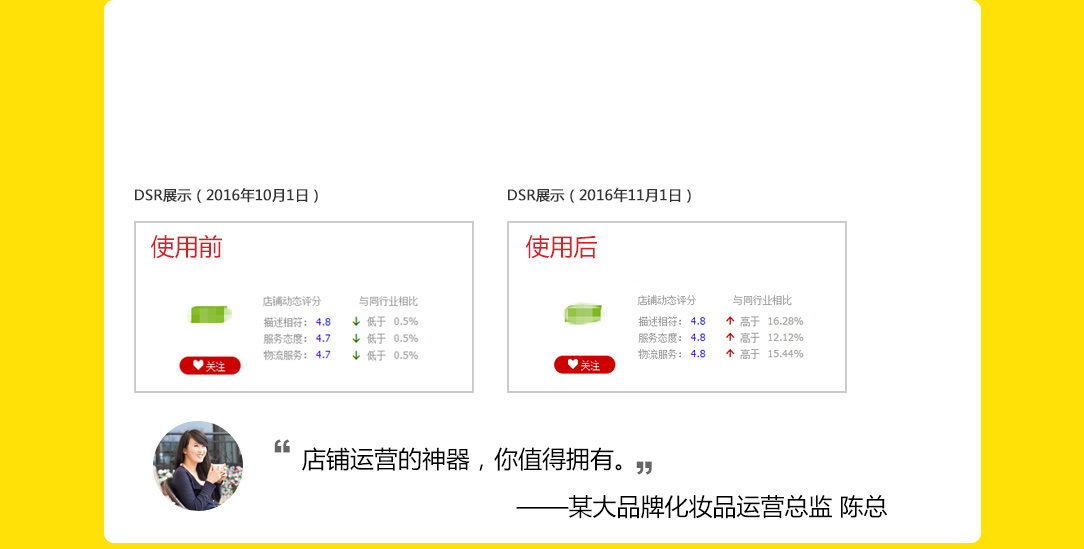 DSR展示（2016年10月1日）
使用前
店铺动态评分 与同行业相比
描述相符： 4.8 ↓ 低于 0.5%
服务态度： 4.7 ↓ 低于 0.5%
物流服务： 4.7 ↓ 低于 0.5%
关注
DSR展示（2016年11月1日）
使用后
店铺动态评分 与同行业相比
描述相符： 4.8 ↑ 高于 16.28%
服务态度： 4.8 ↑ 高于 12.12%
物流服务： 4.8 ↑ 高于 15.44%
关注
“店铺运营的神器，你值得拥有。”
——某大品牌化妆品运营总监 陈总